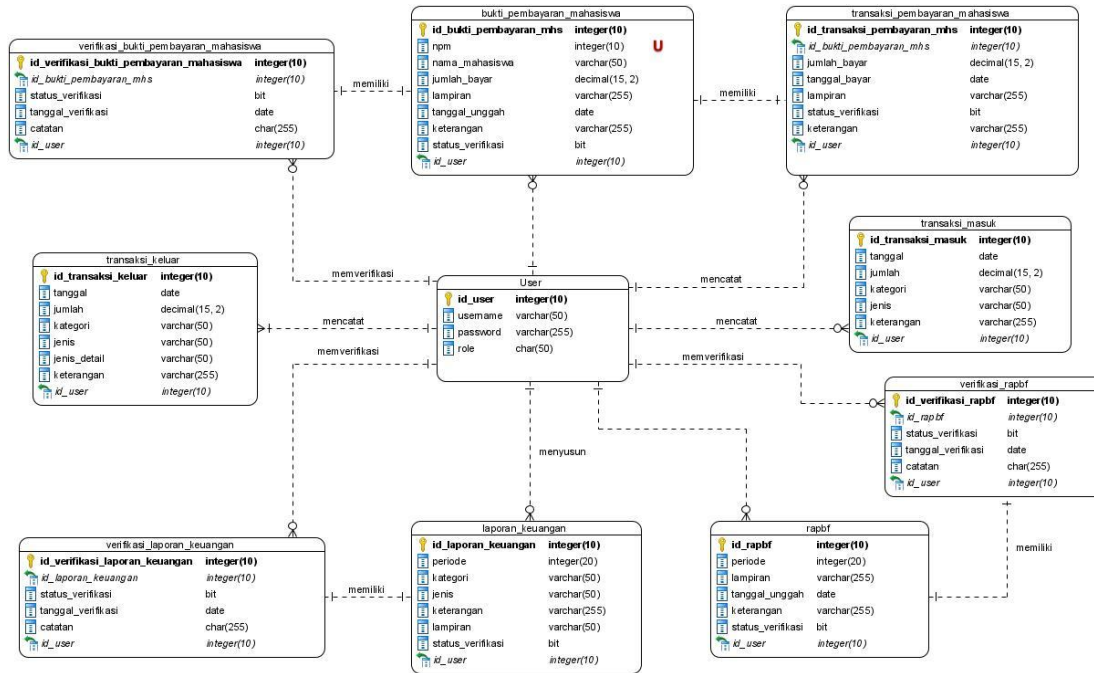 verifikasi_bukti_pembayaran_mahasiswa
id_verifikasi_bukti_pembayaran_mahasiswa integer(10)
id_bukti_pembayaran_mhs integer(10)
status_verifikasi bit
tanggal_verifikasi date
catatan char(255)
id_user integer(10)
memiliki
bukti_pembayaran_mahasiswa
id_bukti_pembayaran_mhs integer(10)
npm integer(10) U
nama_mahasiswa varchar(50)
jumlah_bayar decimal(15, 2)
lampiran varchar(255)
tanggal_unggah date
keterangan varchar(255)
status_verifikasi bit
id_user integer(10)
memiliki
transaksi_pembayaran_mahasiswa
id_transaksi_pembayaran_mhs integer(10)
id_bukti_pembayaran_mhs integer(10)
jumlah_bayar decimal(15, 2)
tanggal_bayar date
lampiran varchar(255)
status_verifikasi bit
keterangan varchar(255)
id_user integer(10)
transaksi_keluar
id_transaksi_keluar integer(10)
tanggal date
jumlah decimal(15, 2)
kategori varchar(50)
jenis varchar(50)
jenis_detail varchar(50)
keterangan varchar(255)
id_user integer(10)
memverifikasi
mencatat
memverifikasi
User
id_user integer(10)
username varchar(50)
password varchar(255)
role char(50)
mencatat
mencatat
memverifikasi
transaksi_masuk
id_transaksi_masuk integer(10)
tanggal date
jumlah decimal(15, 2)
kategori varchar(50)
jenis varchar(50)
keterangan varchar(255)
id_user integer(10)
verifikasi_rapbf
id_verifikasi_rapbf integer(10)
id_rapbf integer(10)
status_verifikasi bit
tanggal_verifikasi date
catatan char(255)
id_user integer(10)
menyusun
verifikasi_laporan_keuangan
id_verifikasi_laporan_keuangan integer(10)
id_laporan_keuangan integer(10)
status_verifikasi bit
tanggal_verifikasi date
catatan char(255)
id_user integer(10)
memiliki
laporan_keuangan
id_laporan_keuangan integer(10)
periode integer(20)
kategori varchar(50)
jenis varchar(50)
keterangan varchar(255)
lampiran varchar(50)
status_verifikasi bit
id_user integer(10)
rapbf
id_rapbf integer(10)
periode integer(20)
lampiran varchar(255)
tanggal_unggah date
keterangan varchar(255)
status_verifikasi bit
id_user integer(10)
memiliki